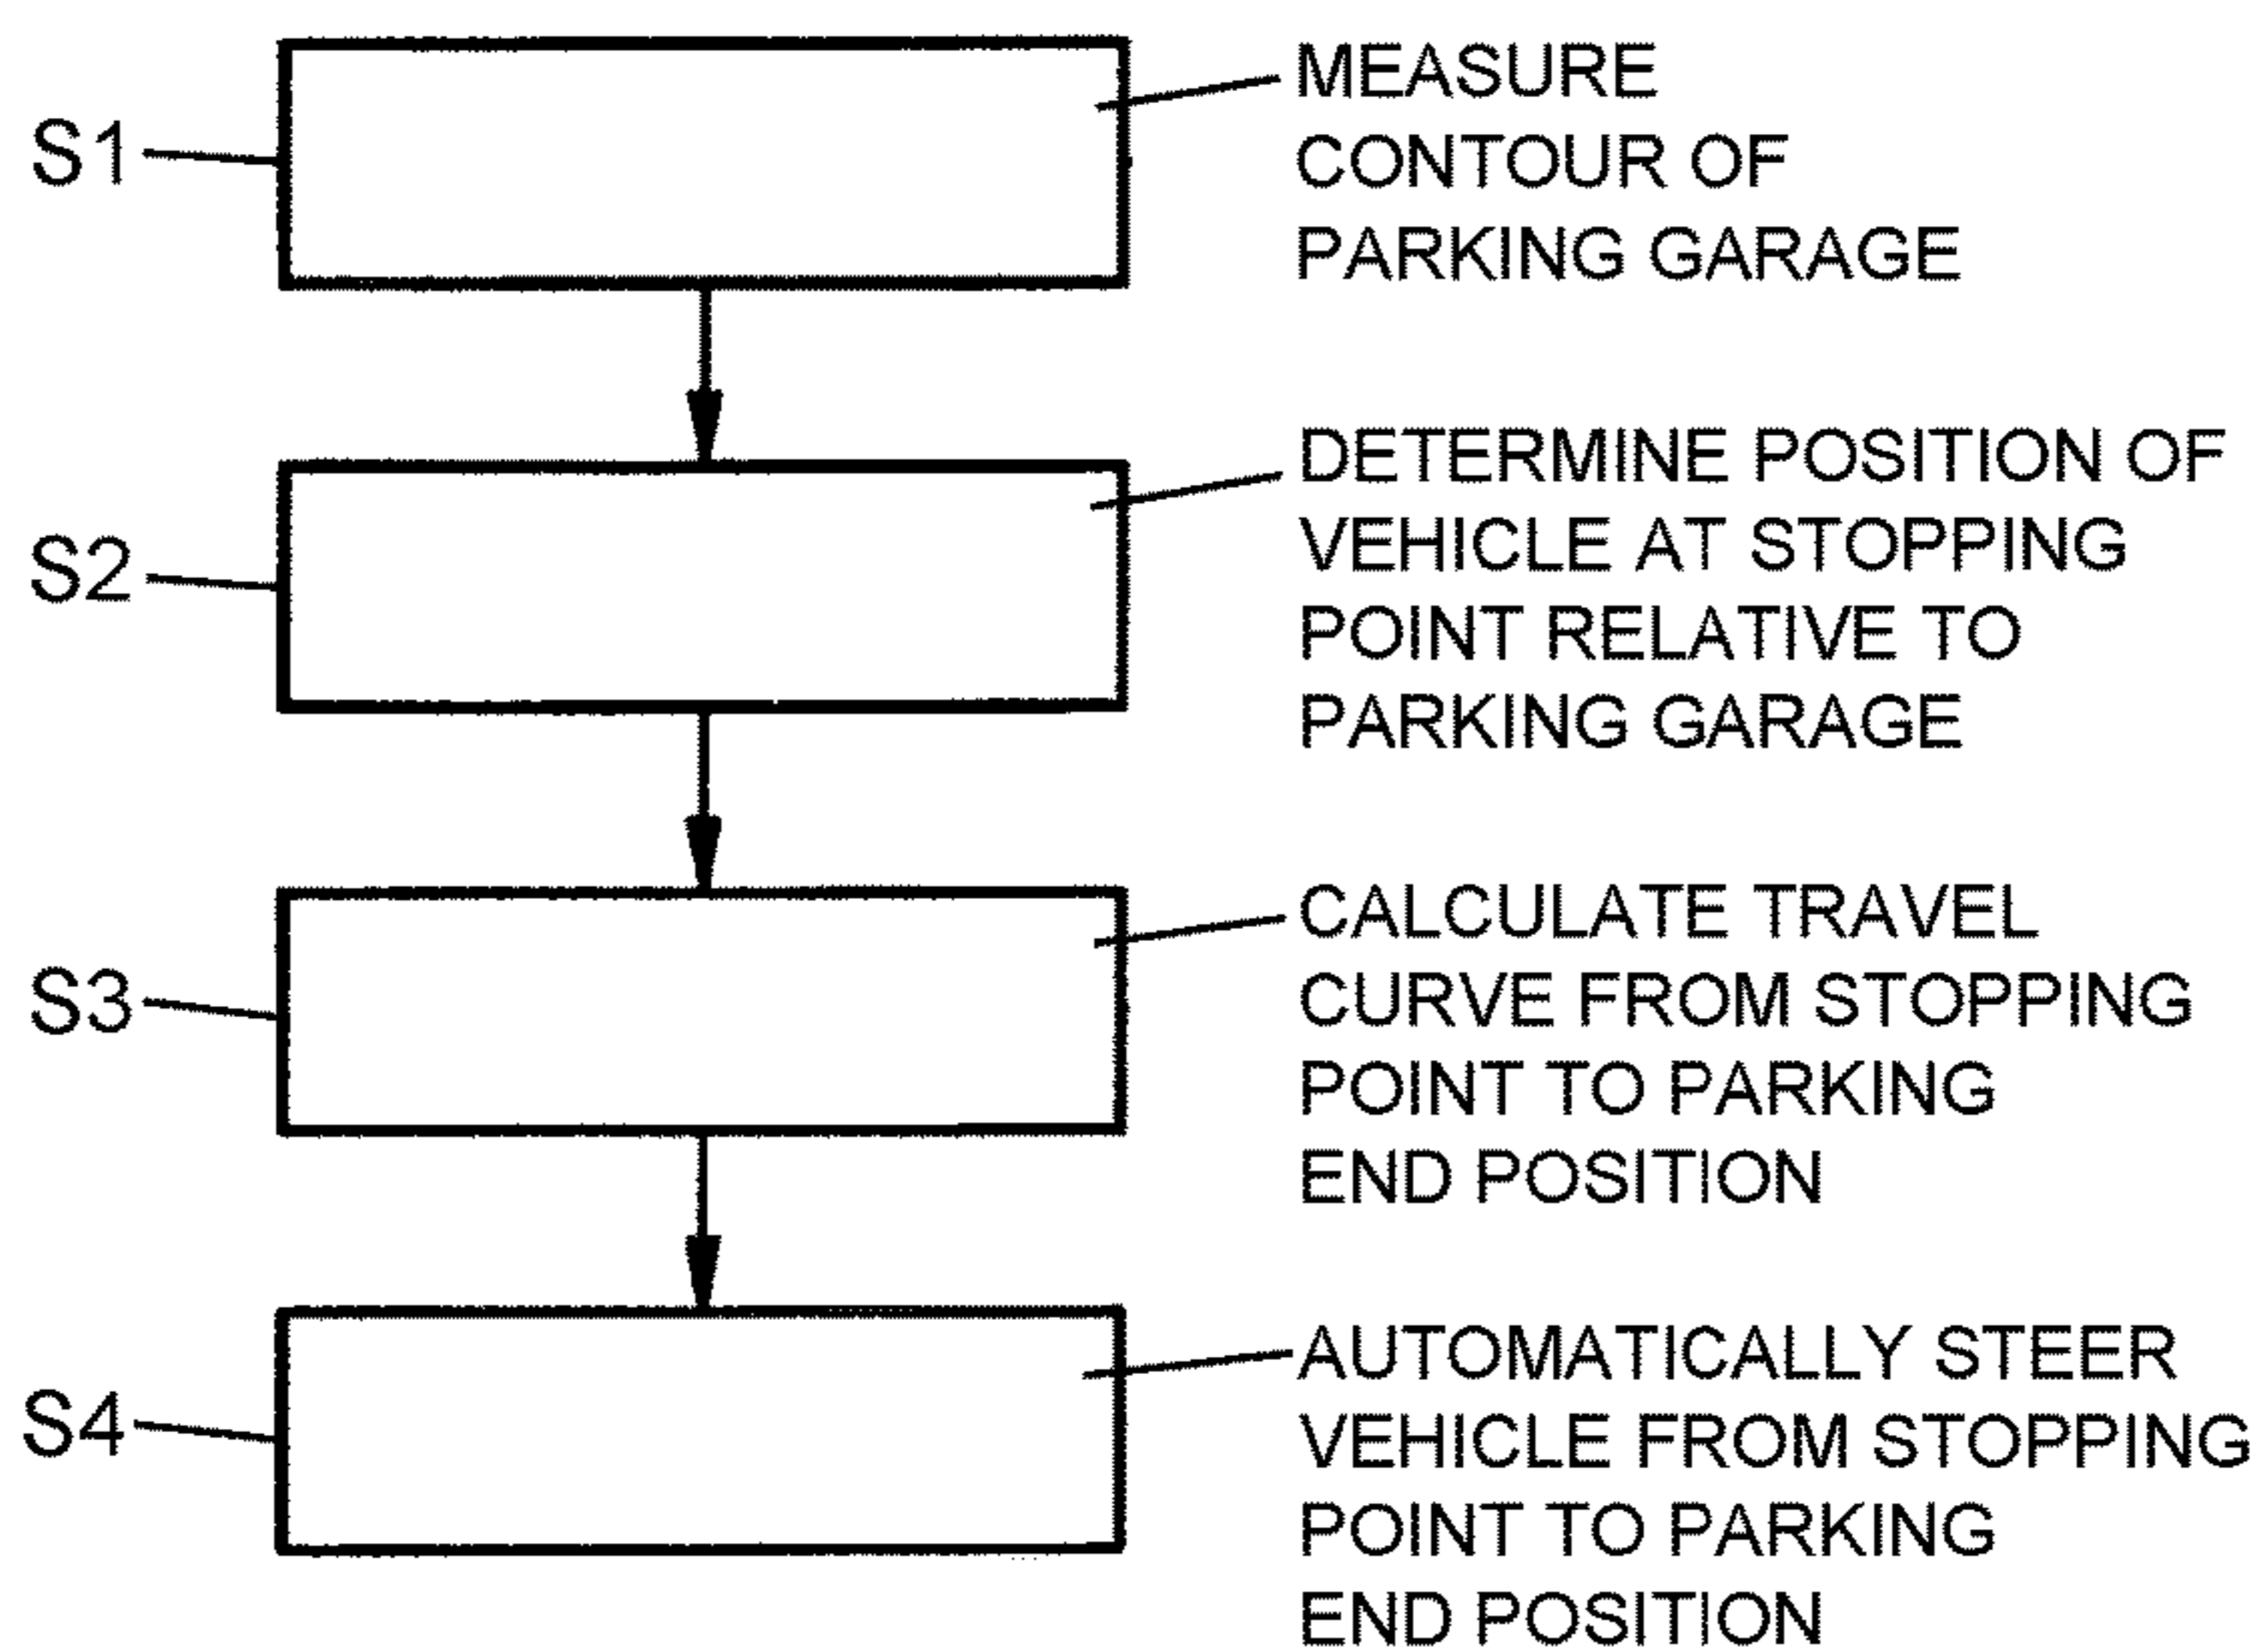 S1
MEASURE
CONTOUR OF
PARKING GARAGE
S2
DETERMINE POSITION OF
VEHICLE AT STOPPING
POINT RELATIVE TO
PARKING GARAGE
S3
CALCULATE TRAVEL
CURVE FROM STOPPING
POINT TO PARKING
END POSITION
S4
AUTOMATICALLY STEER
VEHICLE FROM STOPPING
POINT TO PARKING
END POSITION